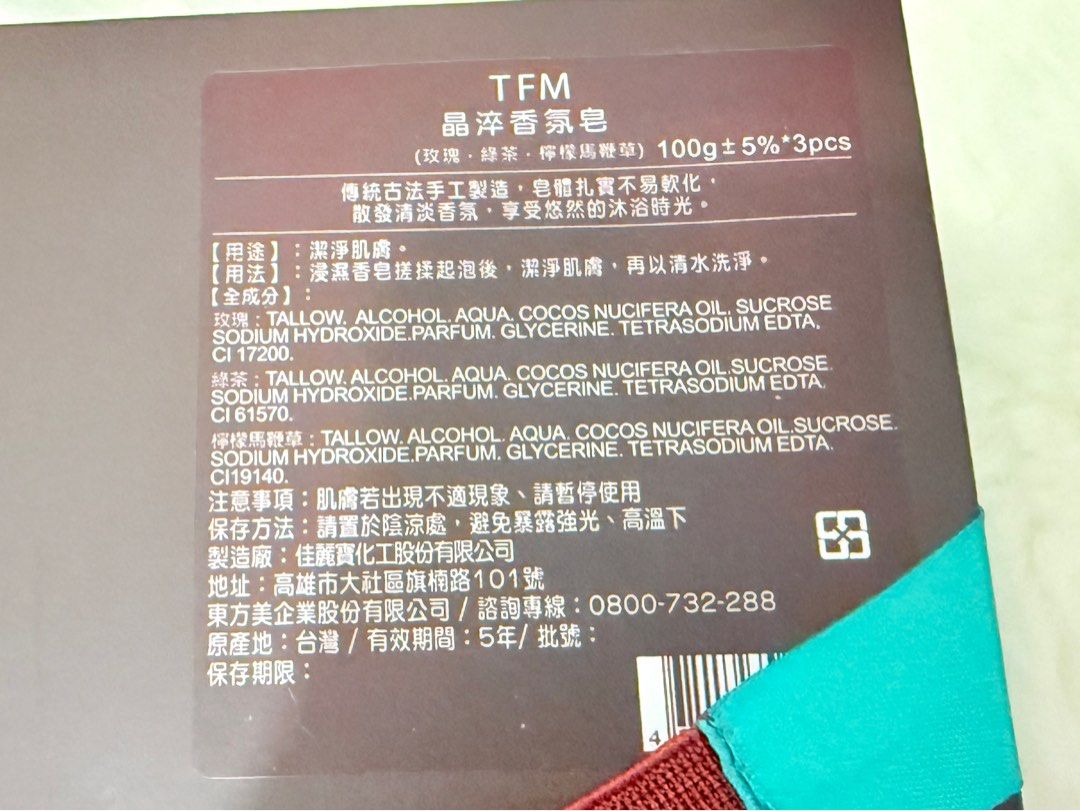 TFM
晶淬香氛皂
(玫瑰．綠茶．檸檬馬鞭草) 100g±5%*3pcs
傳統古法手工製造，皂體扎實不易軟化，
散發清淡香氛，享受悠然的沐浴時光。
【用途】：潔淨肌膚。
【用法】：浸濕香皂搓揉起泡後，潔淨肌膚，再以清水洗淨。
【全成分】：
玫瑰：TALLOW. ALCOHOL. AQUA. COCOS NUCIFERA OIL. SUCROSE
SODIUM HYDROXIDE.PARFUM. GLYCERINE. TETRASODIUM EDTA.
CI 17200.
綠茶：TALLOW. ALCOHOL. AQUA. COCOS NUCIFERA OIL.SUCROSE.
SODIUM HYDROXIDE.PARFUM. GLYCERINE. TETRASODIUM EDTA.
CI 61570.
檸檬馬鞭草：TALLOW. ALCOHOL. AQUA. COCOS NUCIFERA OIL.SUCROSE.
SODIUM HYDROXIDE.PARFUM. GLYCERINE. TETRASODIUM EDTA.
CI19140.
注意事項：肌膚若出現不適現象、請暫停使用
保存方法：請置於陰涼處，避免暴露強光、高溫下
製造廠：佳麗寶化工股份有限公司
地址：高雄市大社區旗楠路101號
東方美企業股份有限公司 / 諮詢專線：0800-732-288
原產地：台灣 / 有效期間：5年/ 批號：
保存期限：
4